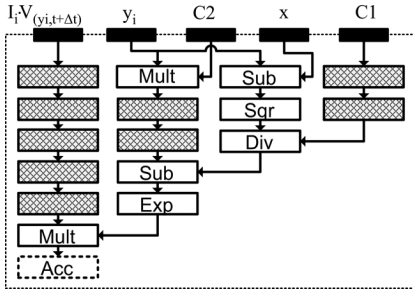 Iᵢ·V₍yi,t+Δt₎ yᵢ C2 x C1
Mult Sub
Sqr
Div
Sub
Exp
Mult
Acc